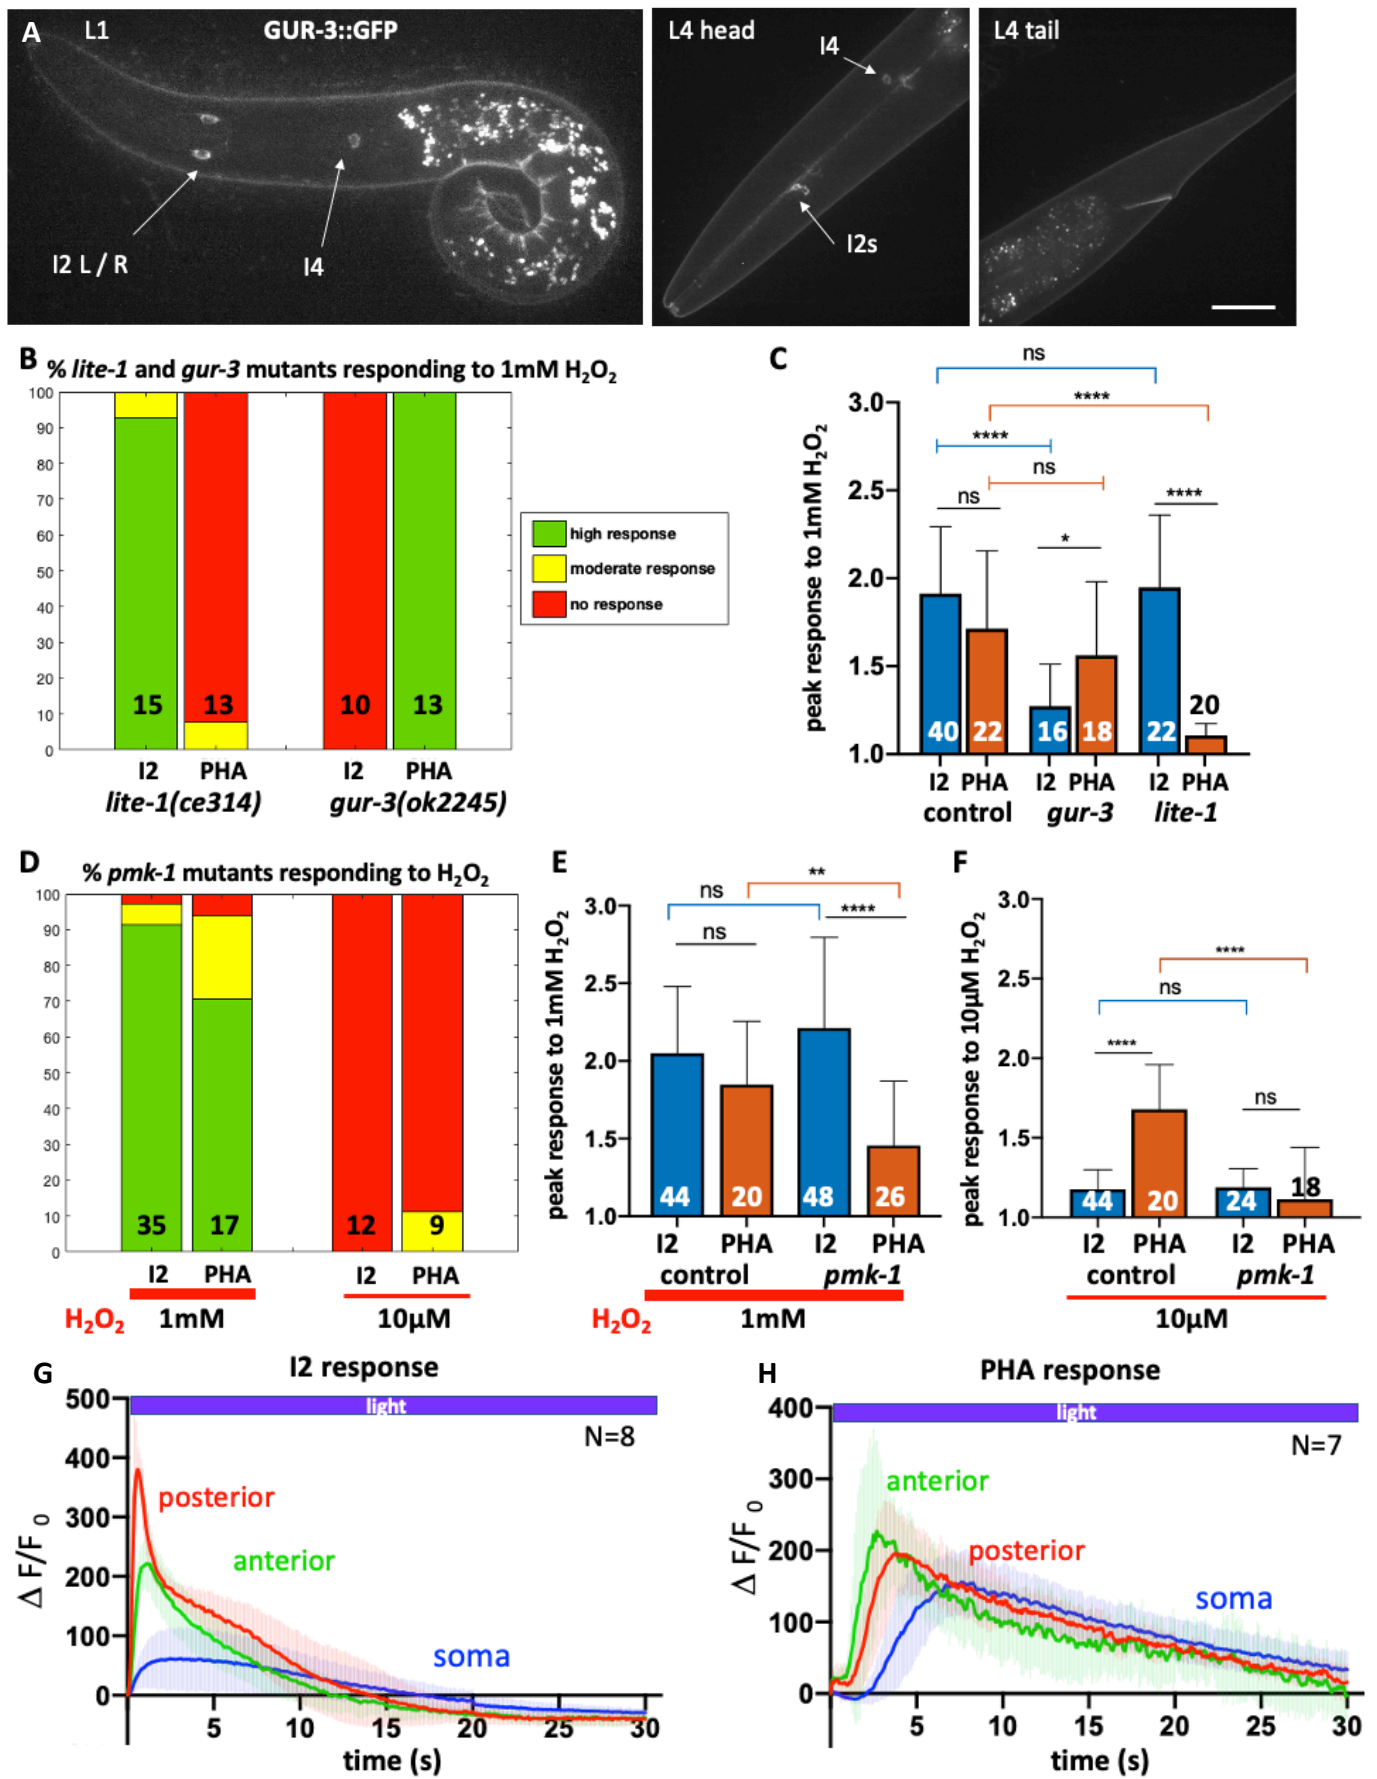 A
L1
GUR-3::GFP
I2 L / R
I4
L4 head
I4
I2s
L4 tail
B
% lite-1 and gur-3 mutants responding to 1mM H₂O₂
100
90
80
70
60
50
40
30
20
10
0
15
13
10
13
I2 PHA I2 PHA
lite-1(ce314) gur-3(ok2245)
high response
moderate response
no response
C
peak response to 1mM H₂O₂
3.0
2.5
2.0
1.5
1.0
ns
****
****
ns
ns
*
****
40 22 16 18 22 20
I2 PHA I2 PHA I2 PHA
control gur-3 lite-1
D
% pmk-1 mutants responding to H₂O₂
100
90
80
70
60
50
40
30
20
10
0
35 17 12 9
I2 PHA I2 PHA
H₂O₂ 1mM 10µM
E
peak response to 1mM H₂O₂
3.0
2.5
2.0
1.5
1.0
**
ns
****
ns
44 20 48 26
I2 PHA I2 PHA
control pmk-1
H₂O₂ 1mM
F
peak response to 10µM H₂O₂
3.0
2.5
2.0
1.5
1.0
****
ns
****
ns
44 20 24 18
I2 PHA I2 PHA
control pmk-1
10µM
G
I2 response
light
N=8
Δ F/F 0
500
400
300
200
100
0
posterior
anterior
soma
5 10 15 20 25 30
time (s)
H
PHA response
light
N=7
Δ F/F 0
400
300
200
100
0
anterior
posterior
soma
5 10 15 20 25 30
time (s)